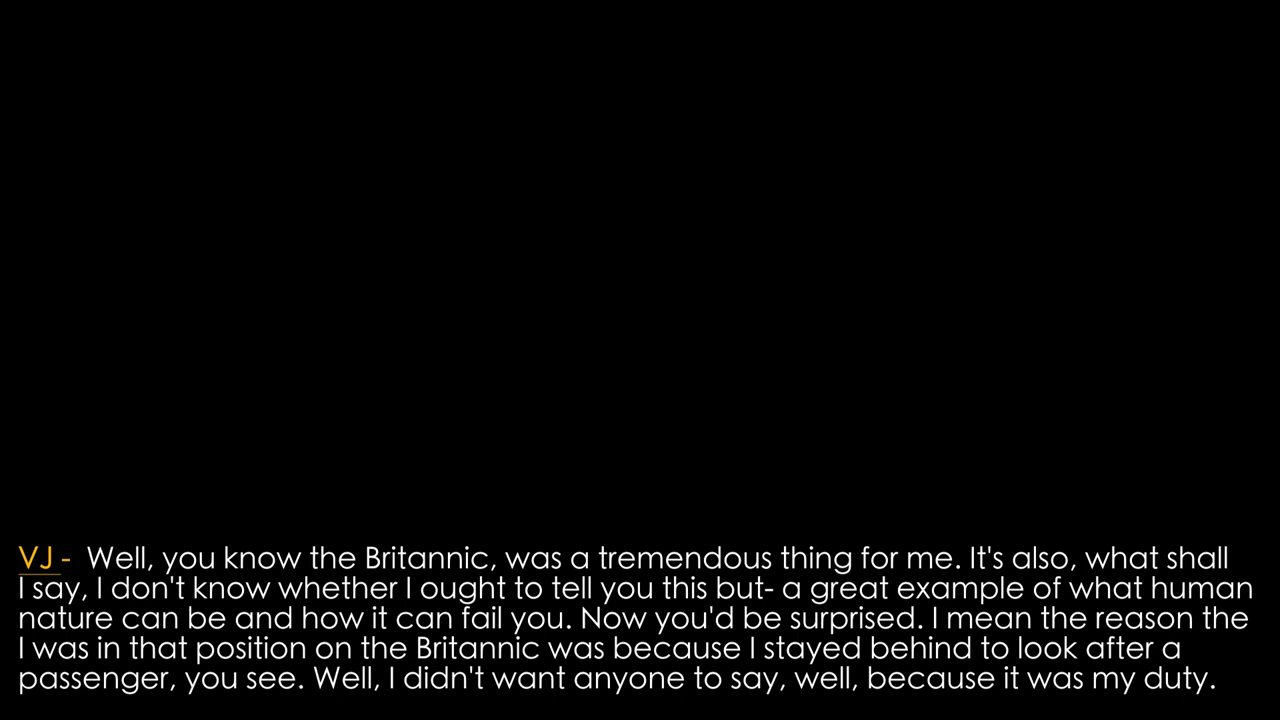 VJ - Well, you know the Britannic, was a tremendous thing for me. It's also, what shall
I say, I don't know whether I ought to tell you this but- a great example of what human
nature can be and how it can fail you. Now you'd be surprised. I mean the reason the
I was in that position on the Britannic was because I stayed behind to look after a
passenger, you see. Well, I didn't want anyone to say, well, because it was my duty.